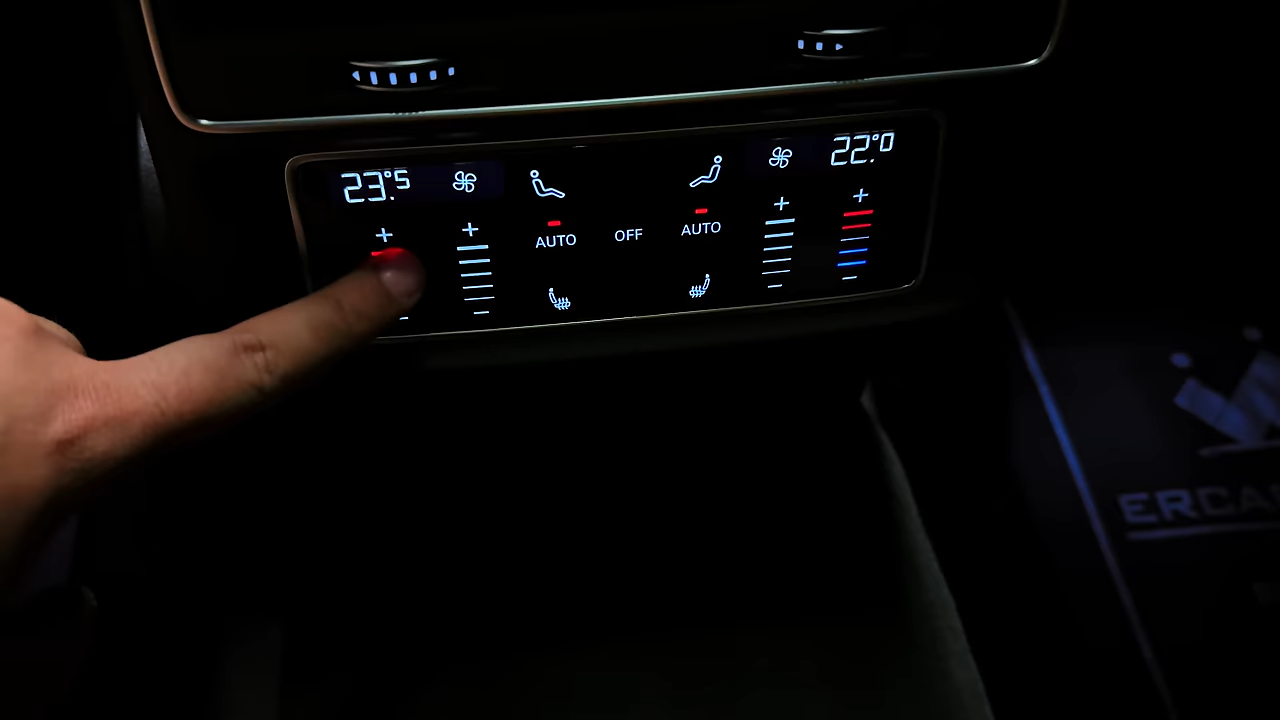 23.°5 22.°0
+ + + +
AUTO OFF AUTO
- - - -